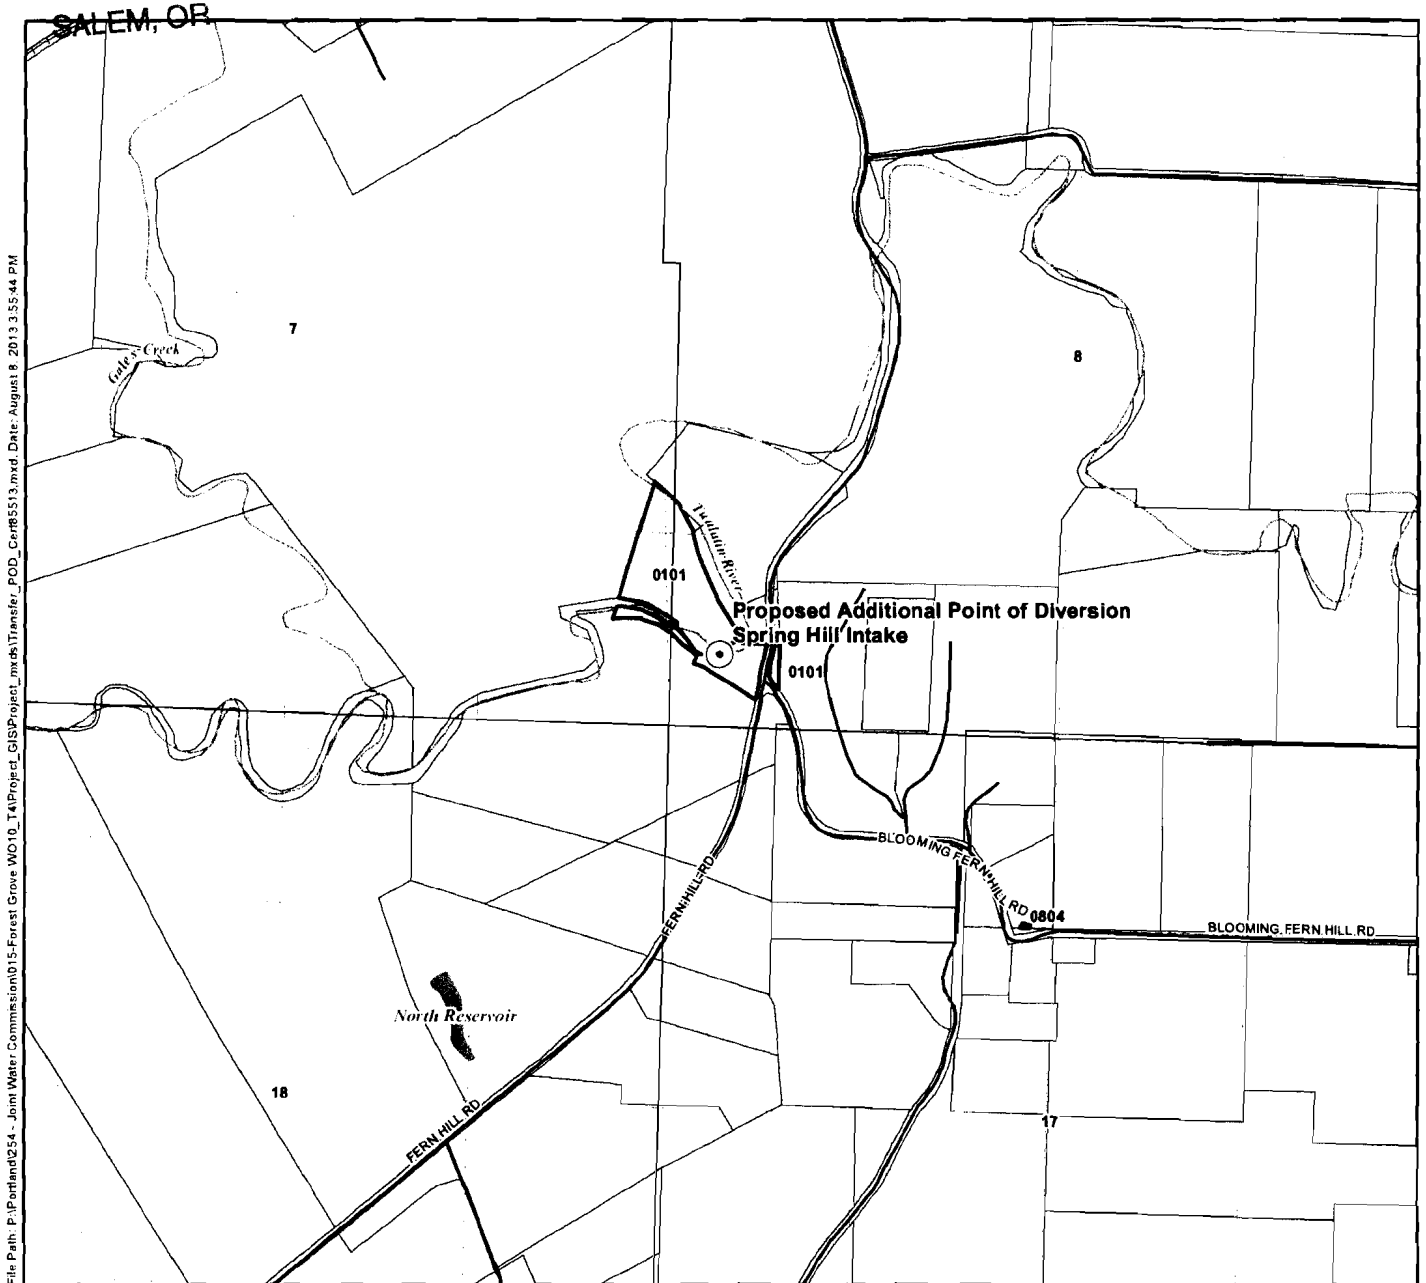 SALEM, OR
7
8
Gales Creek
Tualatin River
0101
Proposed Additional Point of Diversion
Spring Hill Intake
0101
BLOOMING FERN HILL RD
FERN HILL RD
0804
BLOOMING FERN HILL RD
North Reservoir
18
17
FERN HILL RD
File Path: P:\Portland\254 - Joint Water Commission\015-Forest Grove WO10_T4\Project_GIS\Project_mxds\Transfer_POD_Cert85513.mxd, Date: August 8, 2013 3:55:44 PM